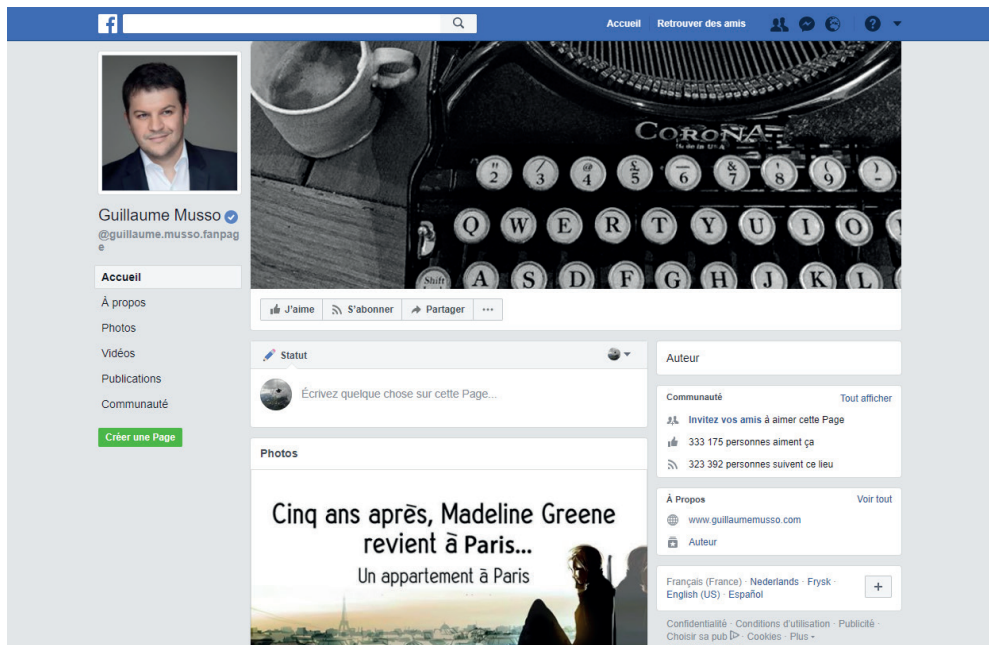 f
Accueil Retrouver des amis
Guillaume Musso
@guillaume.musso.fanpag
e
Accueil
À propos
Photos
Vidéos
Publications
Communauté
Créer une Page
CORONA
" 2 / 3 @ 4 £ 5 _ 6 & 7 ' 8 ( 9 ) -
Q W E R T Y U I O
Shift A S D F G H J K L
J'aime S'abonner Partager ...
Statut
Écrivez quelque chose sur cette Page...
Photos
Cinq ans après, Madeline Greene
revient à Paris...
Un appartement à Paris
Auteur
Communauté Tout afficher
Invitez vos amis à aimer cette Page
333 175 personnes aiment ça
323 392 personnes suivent ce lieu
À Propos Voir tout
www.guillaumemusso.com
Auteur
Français (France) · Nederlands · Frysk ·
English (US) · Español
+
Confidentialité · Conditions d'utilisation · Publicité ·
Choisir sa pub · Cookies · Plus